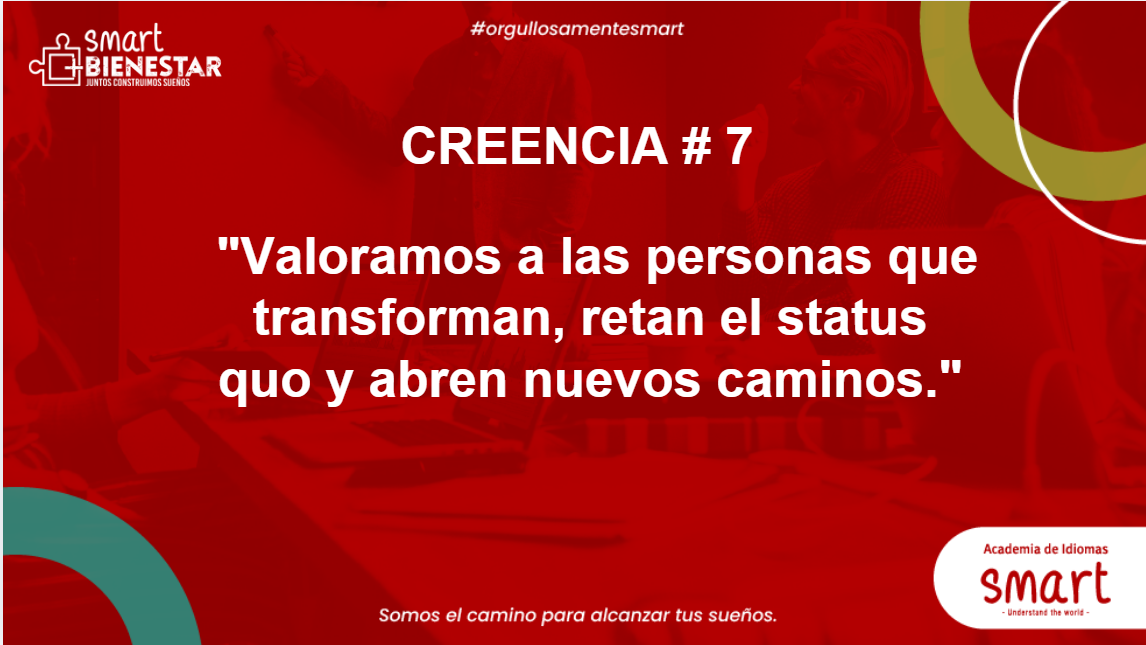 #orgullosamentesmart
smart
BIENESTAR
JUNTOS CONSTRUIMOS SUEÑOS
CREENCIA # 7
"Valoramos a las personas que
transforman, retan el status
quo y abren nuevos caminos."
Academia de Idiomas
smart
- Understand the world -
Somos el camino para alcanzar tus sueños.